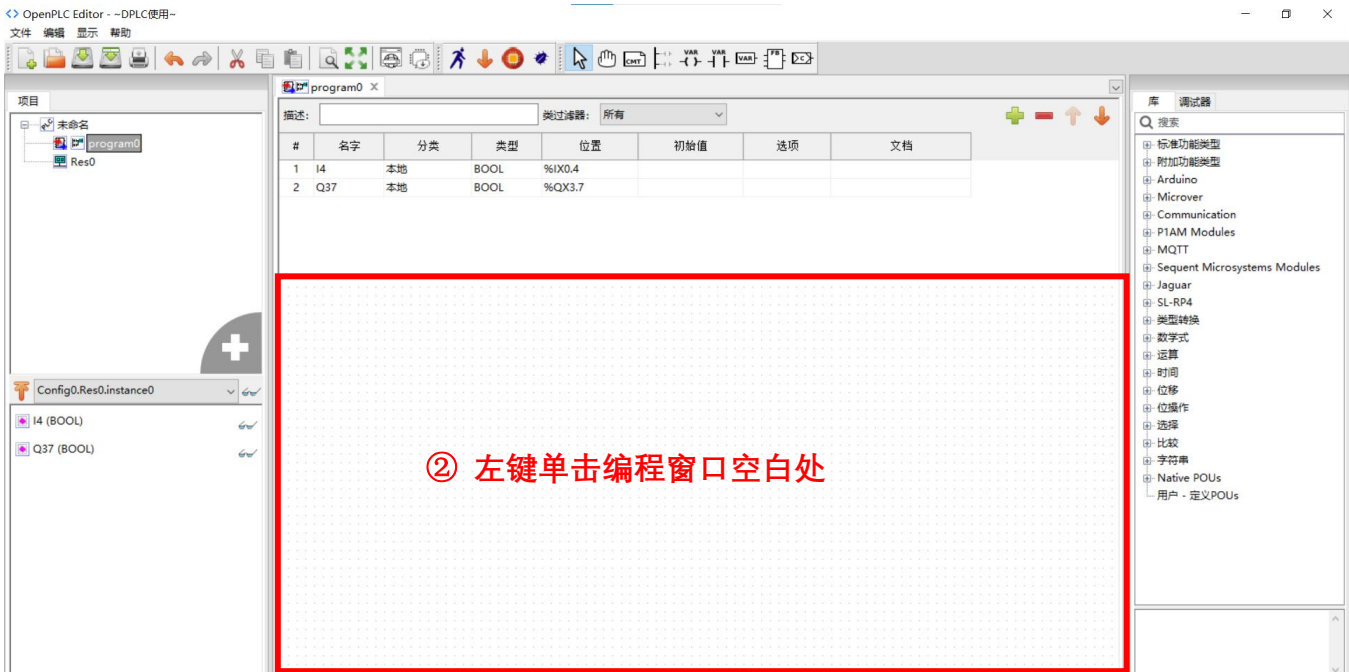 OpenPLC Editor - ~DPLC使用~
文件 编辑 显示 帮助
CMT VAR VAR VAR FB >C>
项目
未命名
program0
Res0
Config0.Res0.instance0
I4 (BOOL)
Q37 (BOOL)
program0 X
描述: 类过滤器: 所有
# 名字 分类 类型 位置 初始值 选项 文档
1 I4 本地 BOOL %IX0.4
2 Q37 本地 BOOL %QX3.7
② 左键单击编程窗口空白处
库 调试器
搜索
标准功能类型
附加功能类型
Arduino
Microver
Communication
P1AM Modules
MQTT
Sequent Microsystems Modules
Jaguar
SL-RP4
类型转换
数学式
运算
时间
位移
位操作
选择
比较
字符串
Native POUs
用户 - 定义POUs